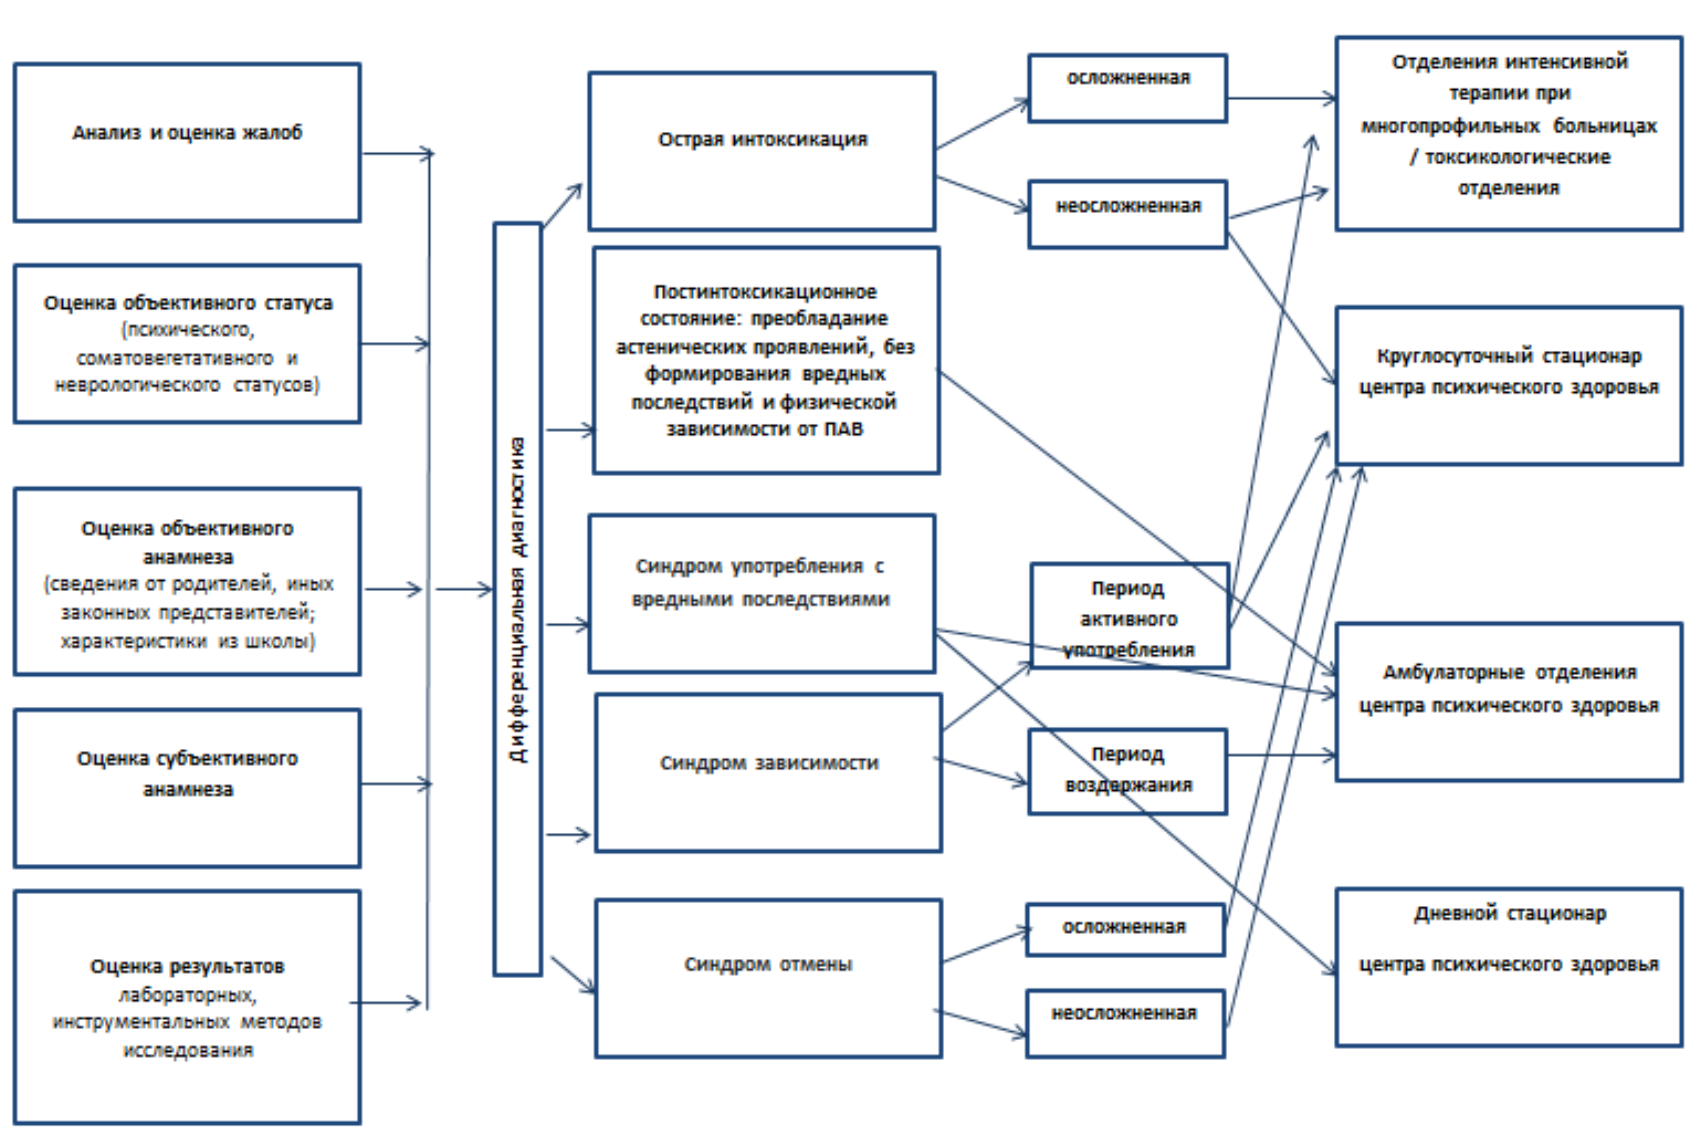 Анализ и оценка жалоб
Оценка объективного статуса
(психического,
соматовегетативного и
неврологического статусов)
Оценка объективного
анамнеза
(сведения от родителей, иных
законных представителей;
характеристики из школы)
Оценка субъективного
анамнеза
Оценка результатов
лабораторных,
инструментальных методов
исследования
Дифференциальная диагностика
Острая интоксикация
Постинтоксикационное
состояние: преобладание
астенических проявлений, без
формирования вредных
последствий и физической
зависимости от ПАВ
Синдром употребления с
вредными последствиями
Синдром зависимости
Синдром отмены
осложненная
неосложненная
Период
активного
употребления
Период
воздержания
осложненная
неосложненная
Отделения интенсивной
терапии при
многопрофильных больницах
/ токсикологические
отделения
Круглосуточный стационар
центра психического здоровья
Амбулаторные отделения
центра психического здоровья
Дневной стационар
центра психического здоровья